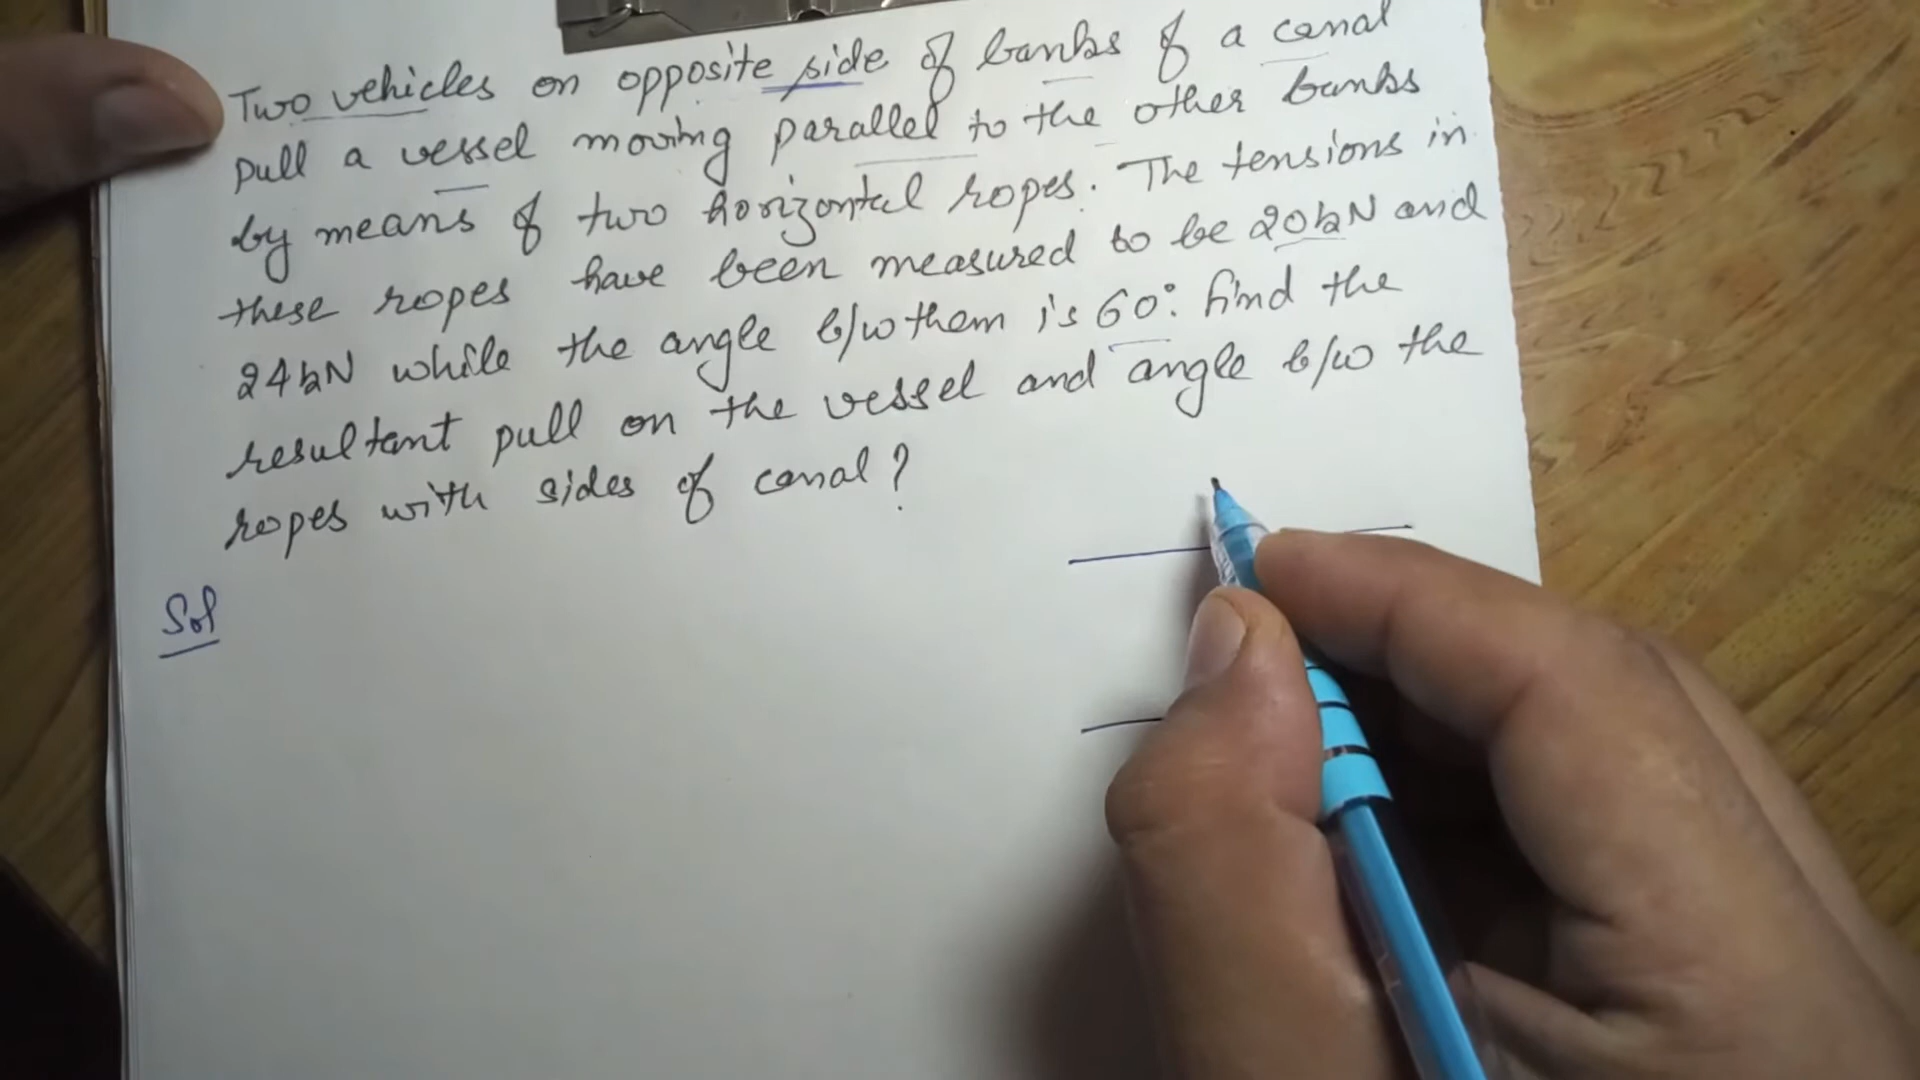 Two vehicles on opposite side of banks of a canal
pull a vessel moving parallel to the other banks
by means of two horizontal ropes. The tensions in
these ropes have been measured to be 20kN and
24kN while the angle b/w them is 60°. find the
resultant pull on the vessel and angle b/w the
ropes with sides of canal?
Sol